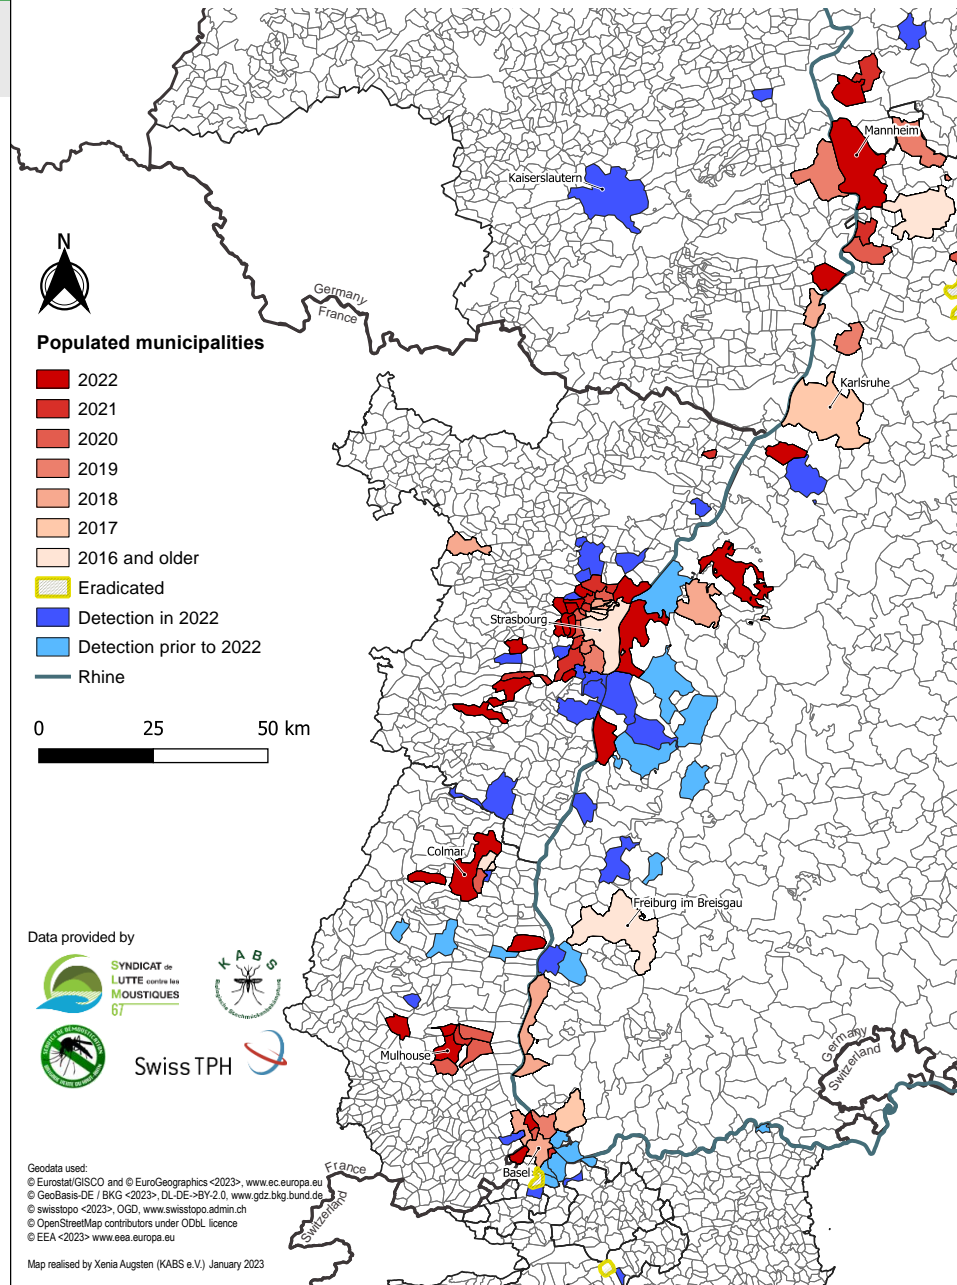 Mannheim
Kaiserslautern
N
Germany
France
Populated municipalities
2022
2021
2020
2019
2018
2017
2016 and older
Eradicated
Detection in 2022
Detection prior to 2022
Rhine
Karlsruhe
Strasbourg
0 25 50 km
Colmar
Freiburg im Breisgau
Data provided by
SYNDICAT de
LUTTE contre les
MOUSTIQUES
67
KABS
Swiss TPH
Mulhouse
Germany
Switzerland
Basel
France
Switzerland
Geodata used:
© Eurostat/GISCO and © EuroGeographics <2023>, www.ec.europa.eu
© GeoBasis-DE / BKG <2023>, DL-DE->BY-2.0, www.gdz.bkg.bund.de
© swisstopo <2023>, OGD, www.swisstopo.admin.ch
© OpenStreetMap contributors under ODbL licence
© EEA <2023> www.eea.europa.eu
Map realised by Xenia Augsten (KABS e.V.) January 2023